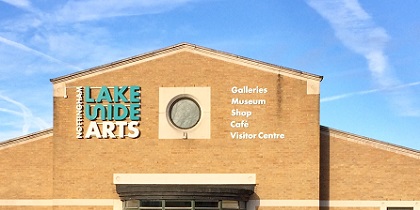 NOTTINGHAM
LAKE
SIDE
ARTS
Galleries
Museum
Shop
Café
Visitor Centre